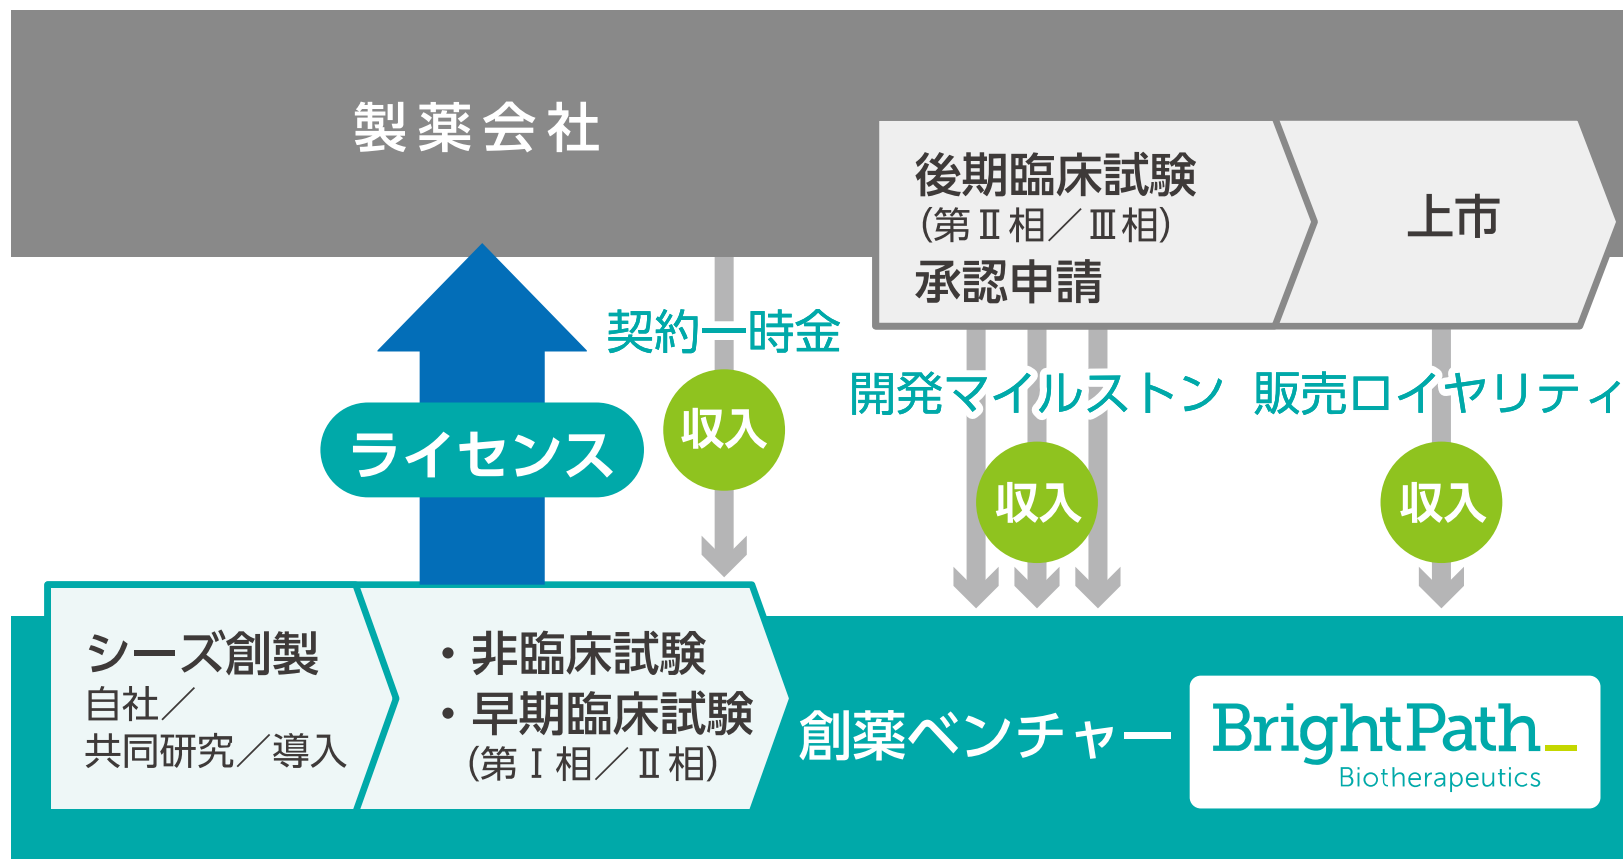 製薬会社
後期臨床試験
（第Ⅱ相／Ⅲ相）
承認申請
上市
契約一時金
開発マイルストン
販売ロイヤリティ
ライセンス
収入
収入
収入
シーズ創製
自社／
共同研究／導入
・非臨床試験
・早期臨床試験
（第Ⅰ相／Ⅱ相）
創薬ベンチャー
BrightPath_
Biotherapeutics